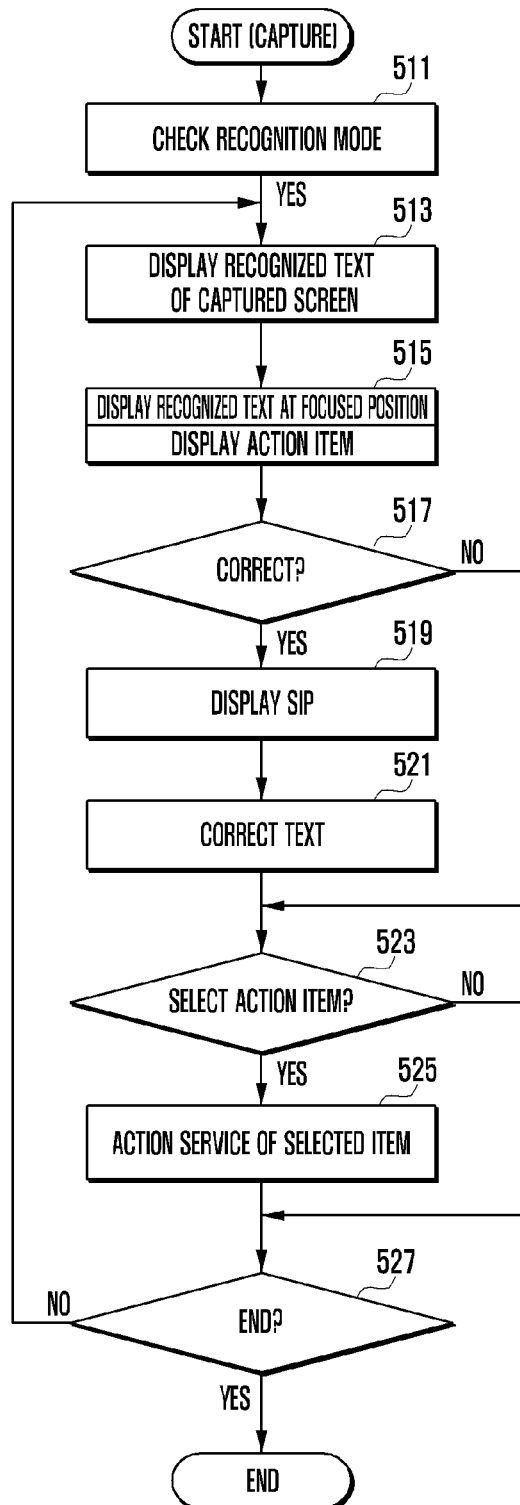 START (CAPTURE)
511
CHECK RECOGNITION MODE
YES
513
DISPLAY RECOGNIZED TEXT
OF CAPTURED SCREEN
515
DISPLAY RECOGNIZED TEXT AT FOCUSED POSITION
DISPLAY ACTION ITEM
517
CORRECT?
NO
YES
519
DISPLAY SIP
521
CORRECT TEXT
523
SELECT ACTION ITEM?
NO
YES
525
ACTION SERVICE OF SELECTED ITEM
527
NO
END?
YES
END